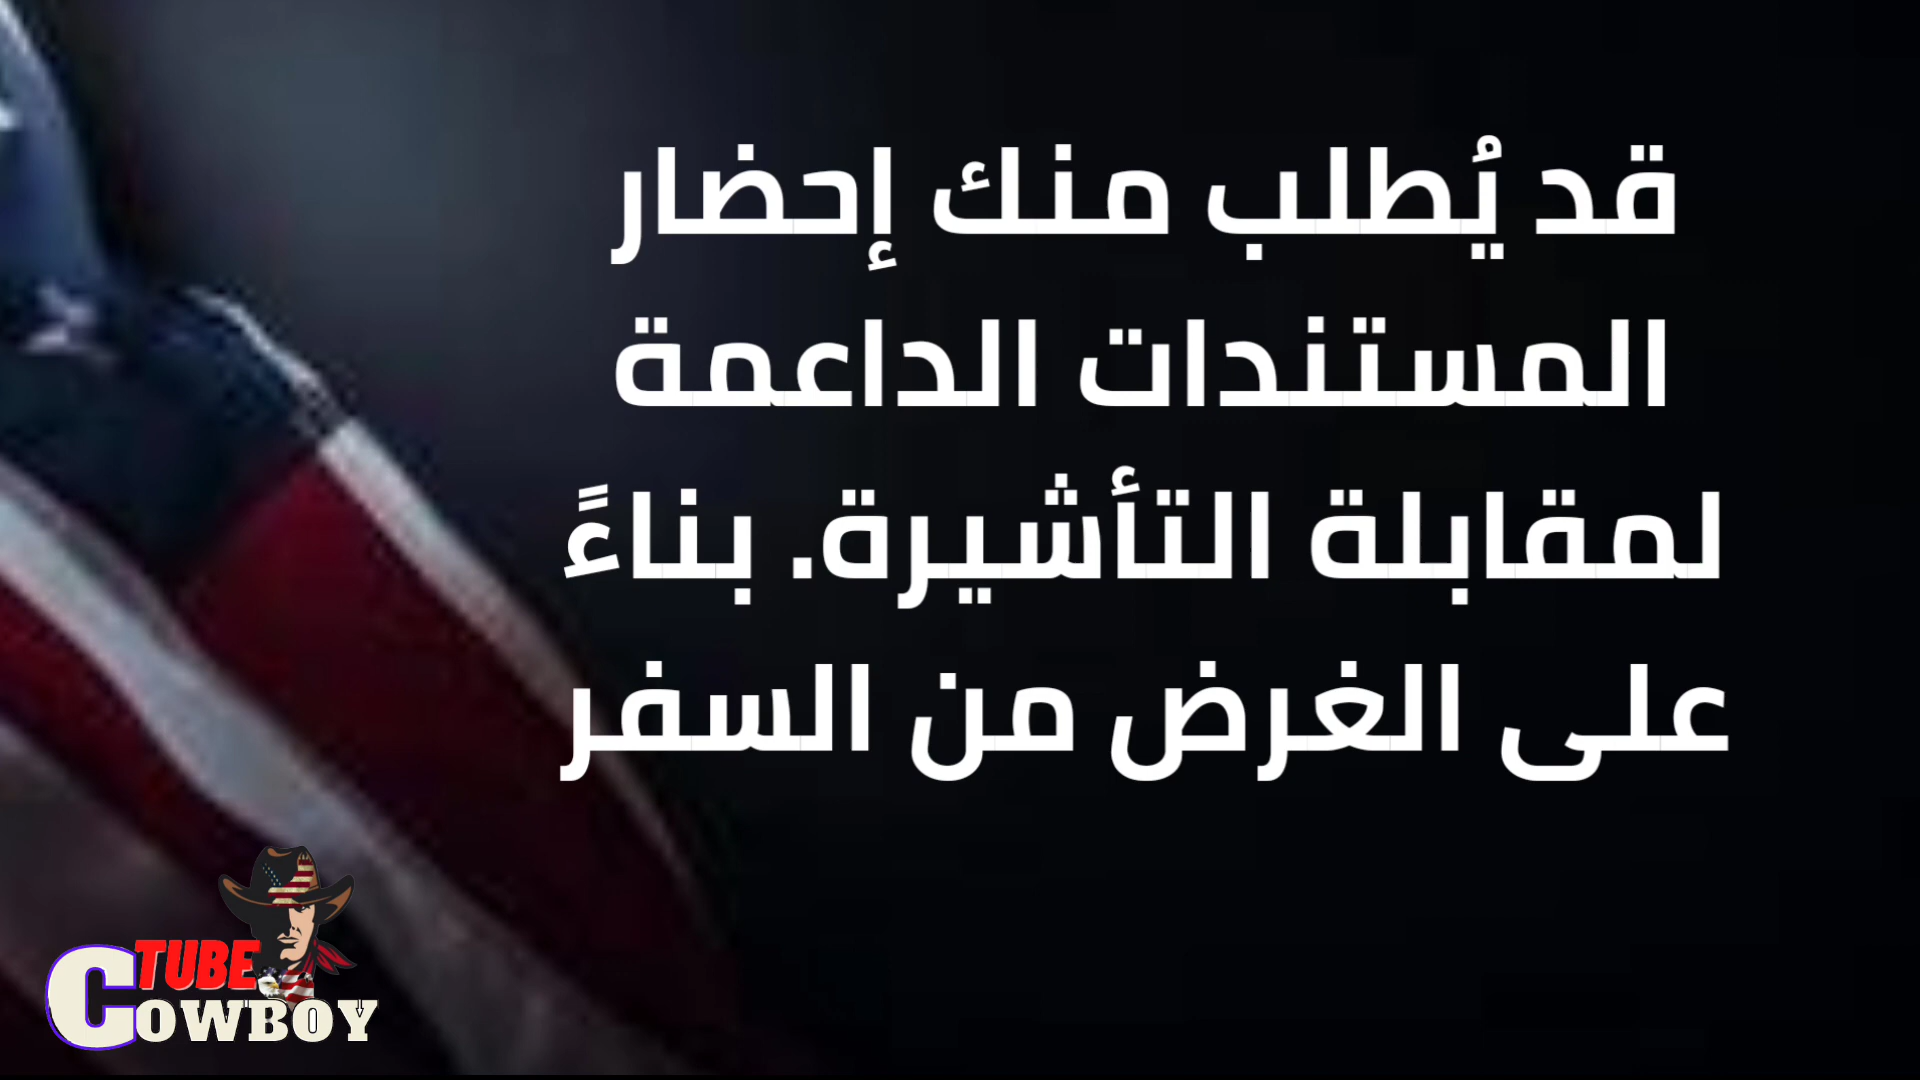 قد يُطلب منك إحضار
المستندات الداعمة
لمقابلة التأشيرة. بناءً
على الغرض من السفر
TUBE
COWBOY